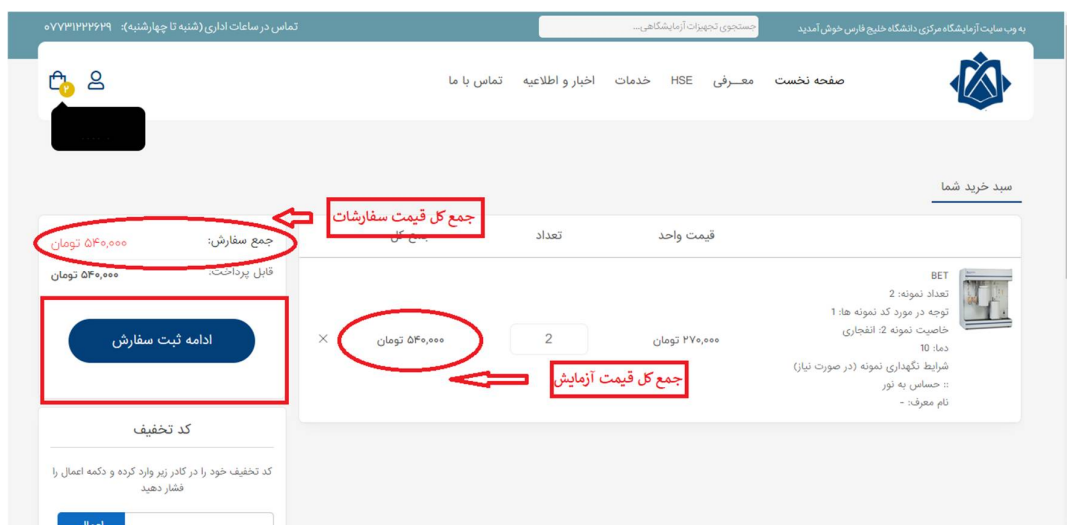 به وب سایت آزمایشگاه مرکزی دانشگاه خلیج فارس خوش آمدید
جستجوی تجهیزات آزمایشگاهی...
تماس در ساعات اداری (شنبه تا چهارشنبه): ۰۷۷۳۱۲۲۲۶۲۹
صفحه نخست
معــرفی
HSE
خدمات
اخبار و اطلاعیه
تماس با ما
۲
سبد خرید شما
قیمت واحد
تعداد
جمع کل
جمع کل قیمت سفارشات
BET
تعداد نمونه: 2
توجه در مورد کد نمونه ها: 1
خاصیت نمونه 2: انفجاری
دما: 10
شرایط نگهداری نمونه (در صورت نیاز)
:: حساس به نور
نام معرف: -
۲۷۰,۰۰۰ تومان
2
۵۴۰,۰۰۰ تومان
×
جمع کل قیمت آزمایش
جمع سفارش: ۵۴۰,۰۰۰ تومان
قابل پرداخت: ۵۴۰,۰۰۰ تومان
ادامه ثبت سفارش
کد تخفیف
کد تخفیف خود را در کادر زیر وارد کرده و دکمه اعمال را
فشار دهید
اعمال